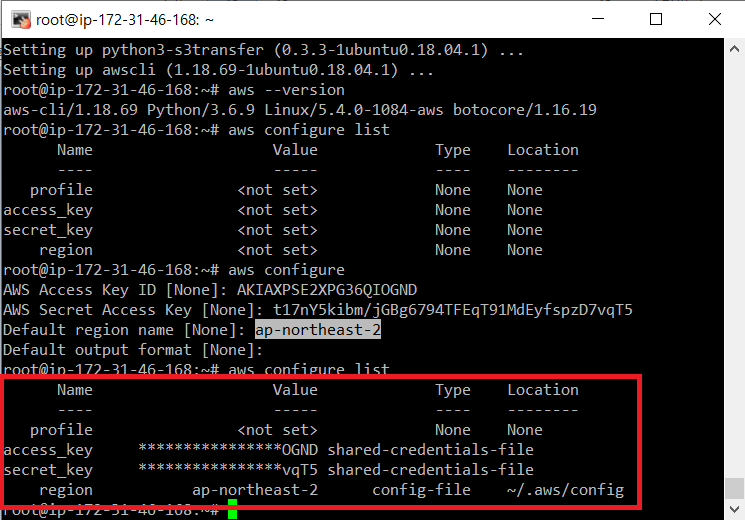 root@ip-172-31-46-168: ~
Setting up python3-s3transfer (0.3.3-1ubuntu0.18.04.1) ...
Setting up awscli (1.18.69-1ubuntu0.18.04.1) ...
root@ip-172-31-46-168:~# aws --version
aws-cli/1.18.69 Python/3.6.9 Linux/5.4.0-1084-aws botocore/1.16.19
root@ip-172-31-46-168:~# aws configure list
Name Value Type Location
---- ----- ---- --------
profile <not set> None None
access_key <not set> None None
secret_key <not set> None None
region <not set> None None
root@ip-172-31-46-168:~# aws configure
AWS Access Key ID [None]: AKIAXPSE2XPG36QIOGND
AWS Secret Access Key [None]: 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
Default region name [None]: ap-northeast-2
Default output format [None]:
root@ip-172-31-46-168:~# aws configure list
Name Value Type Location
---- ----- ---- --------
profile <not set> None None
access_key ****************OGND shared-credentials-file
secret_key ****************vqT5 shared-credentials-file
region ap-northeast-2 config-file ~/.aws/config
root@ip-172-31-46-168:~#